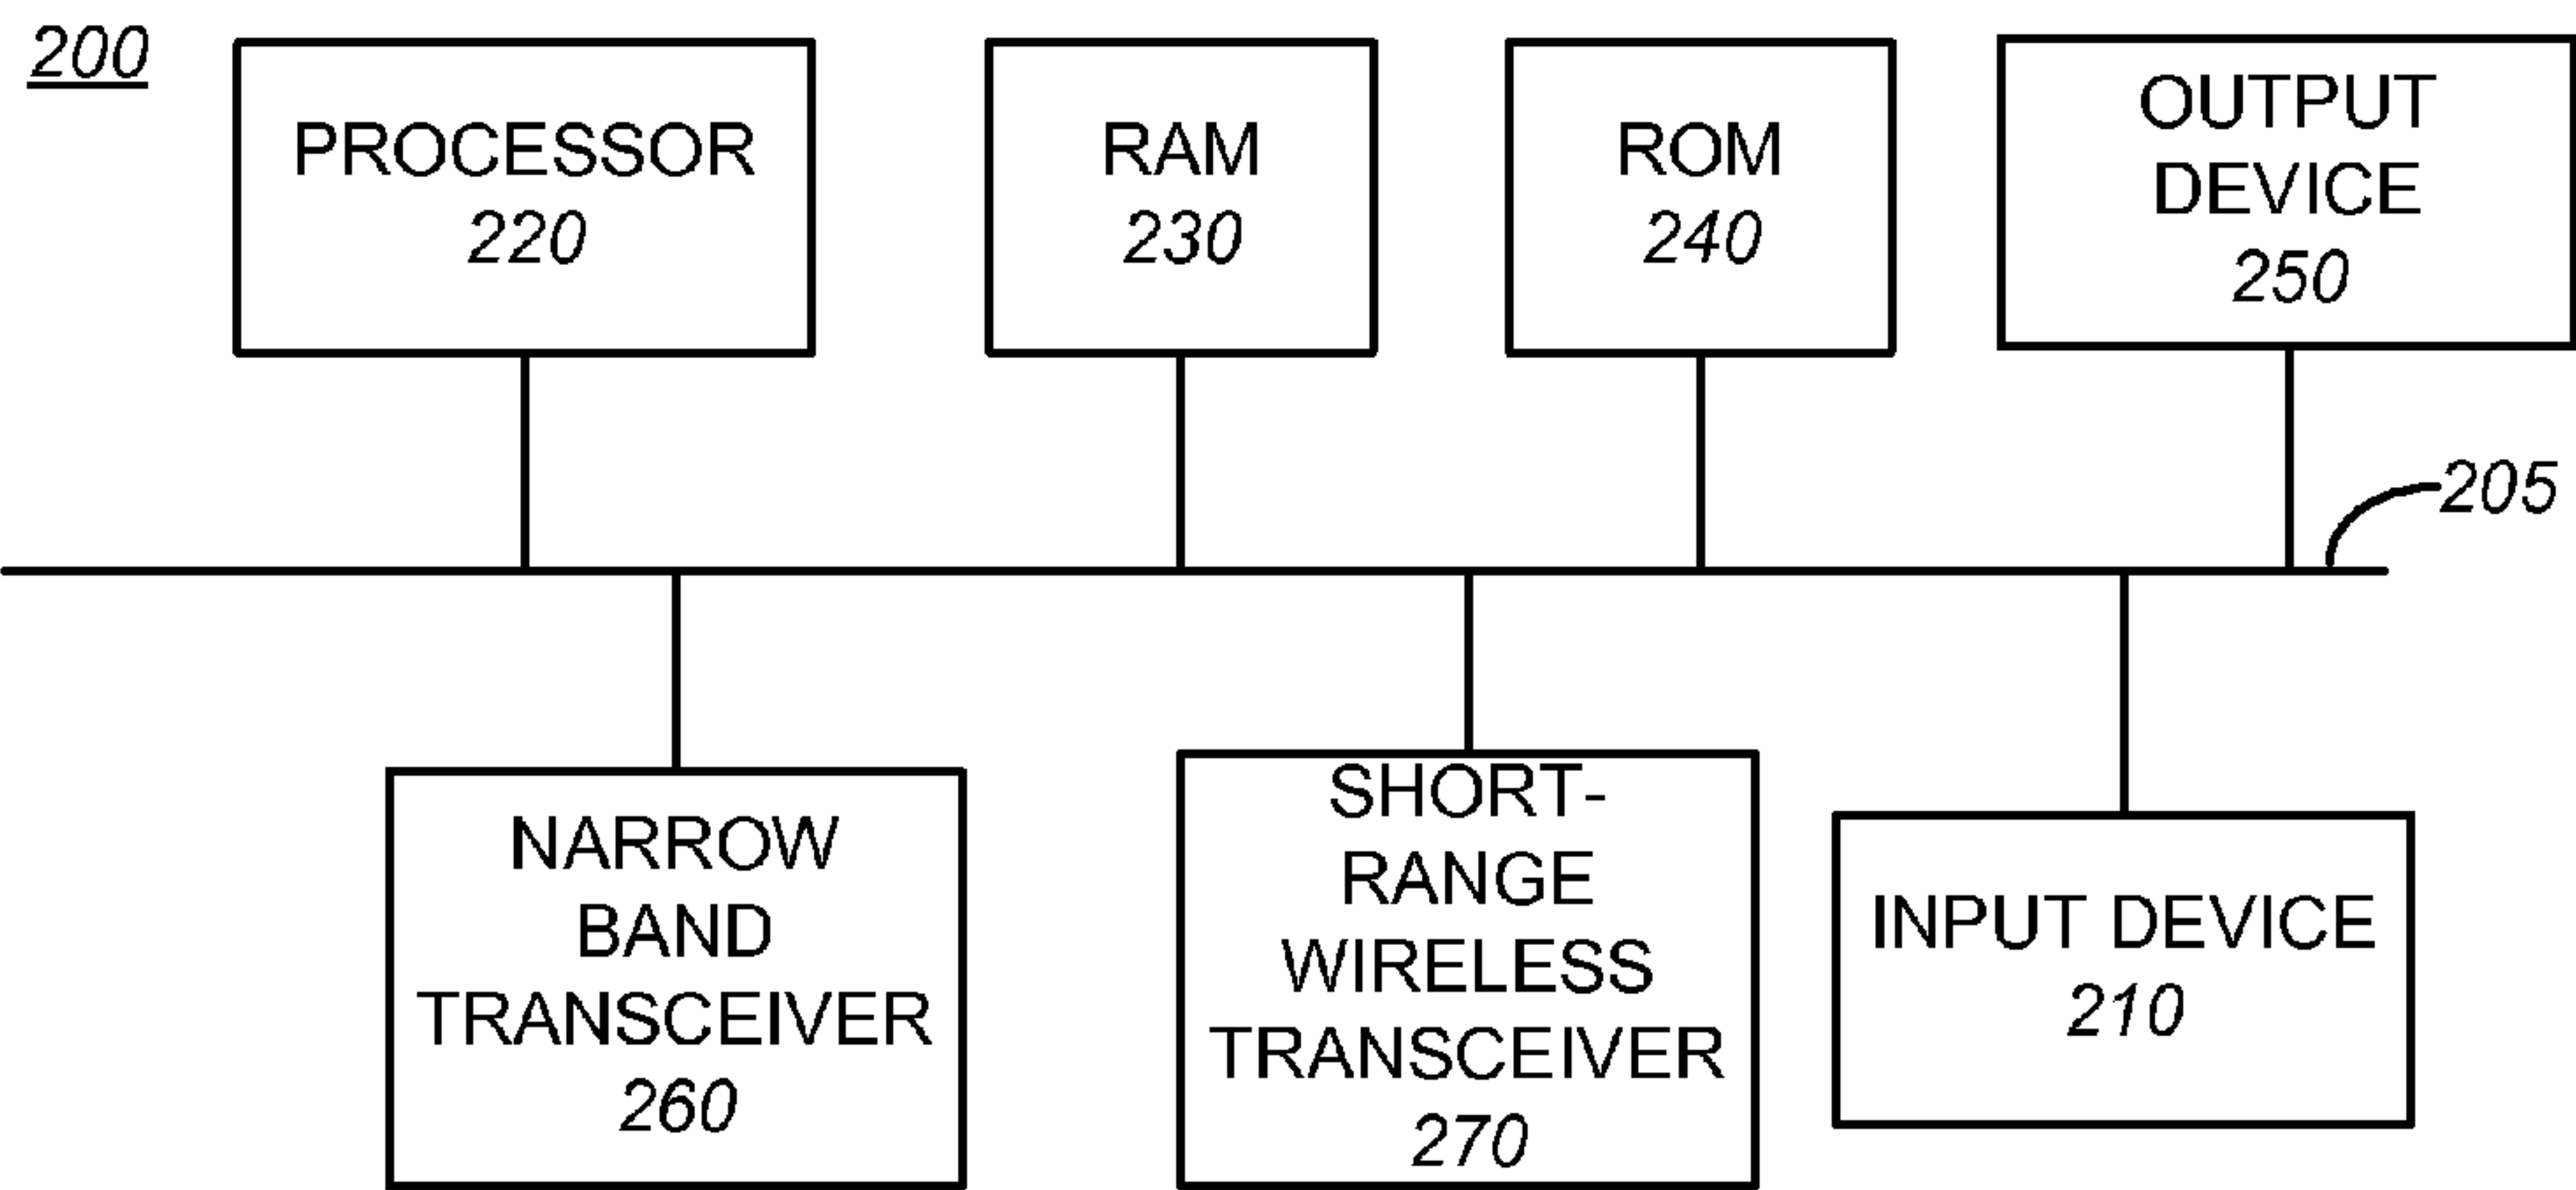 200
PROCESSOR
220
RAM
230
ROM
240
OUTPUT
DEVICE
250
205
NARROW
BAND
TRANSCEIVER
260
SHORT-
RANGE
WIRELESS
TRANSCEIVER
270
INPUT DEVICE
210